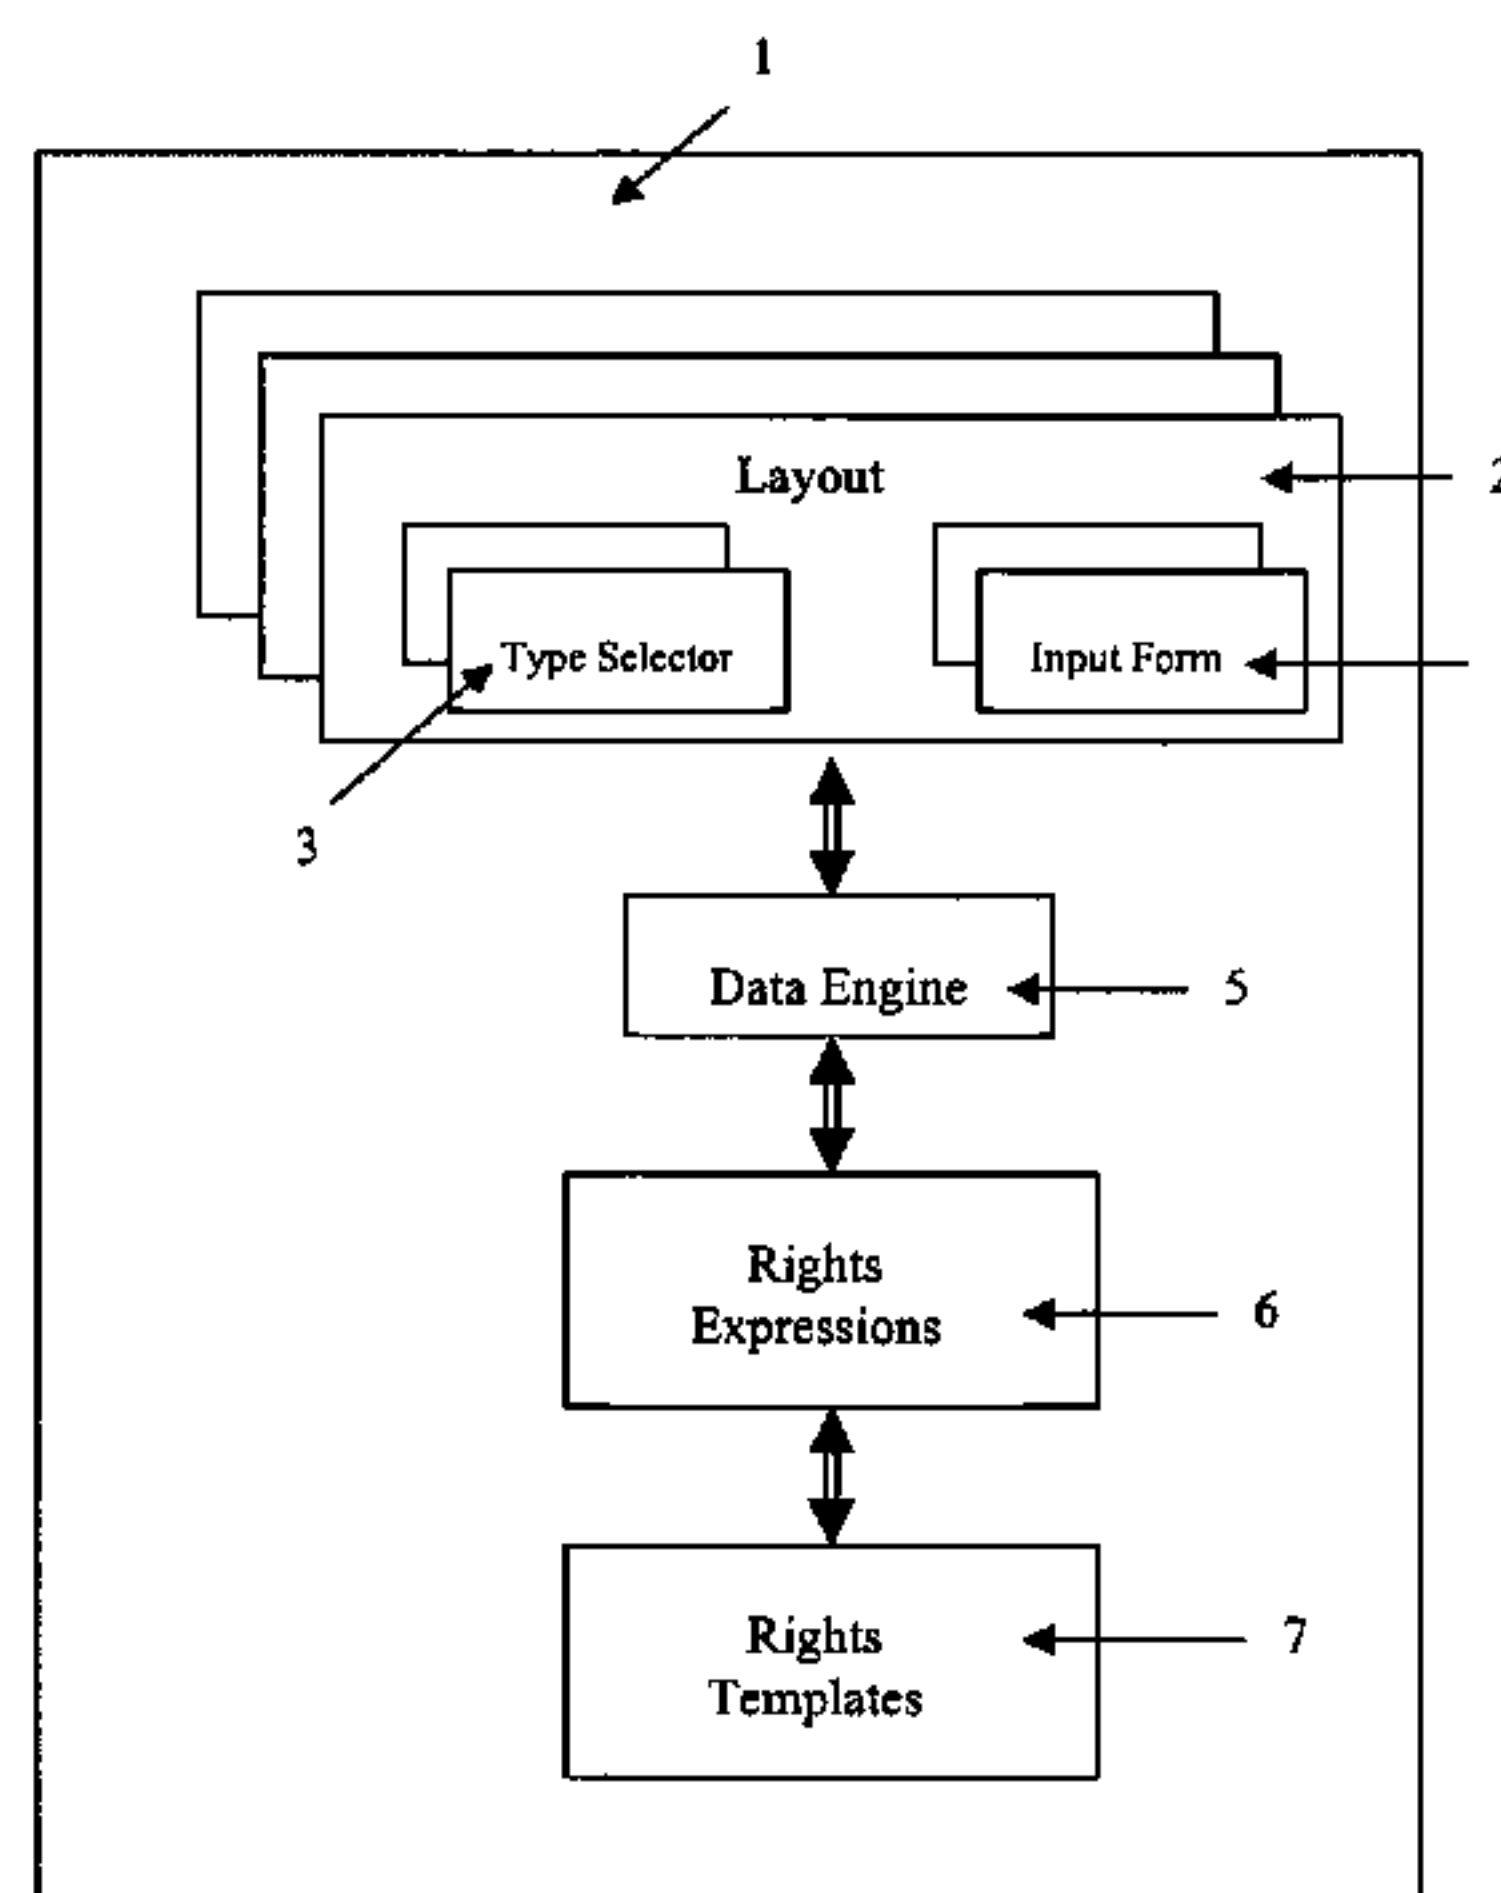 1
Layout
2
Type Selector
Input Form
3
Data Engine
5
Rights
Expressions
6
Rights
Templates
7